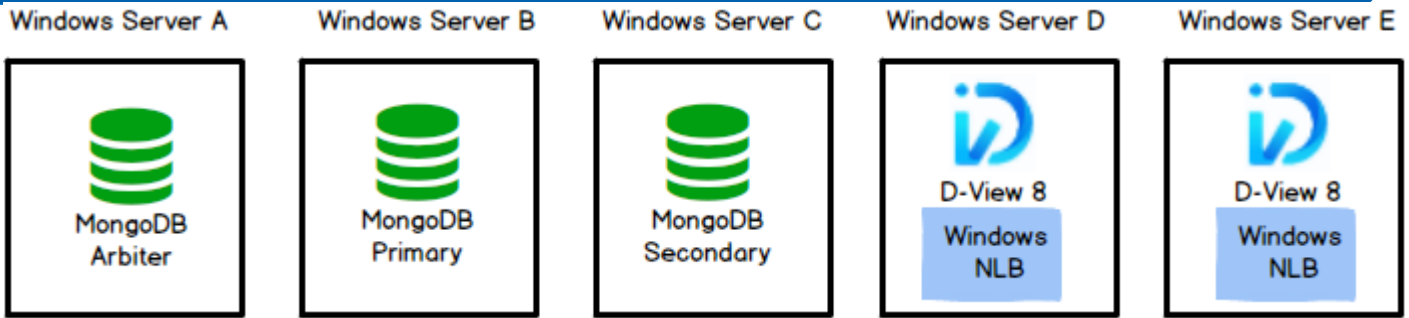 Windows Server A
Windows Server B
Windows Server C
Windows Server D
Windows Server E
MongoDB
Arbiter
MongoDB
Primary
MongoDB
Secondary
D-View 8
Windows
NLB
D-View 8
Windows
NLB